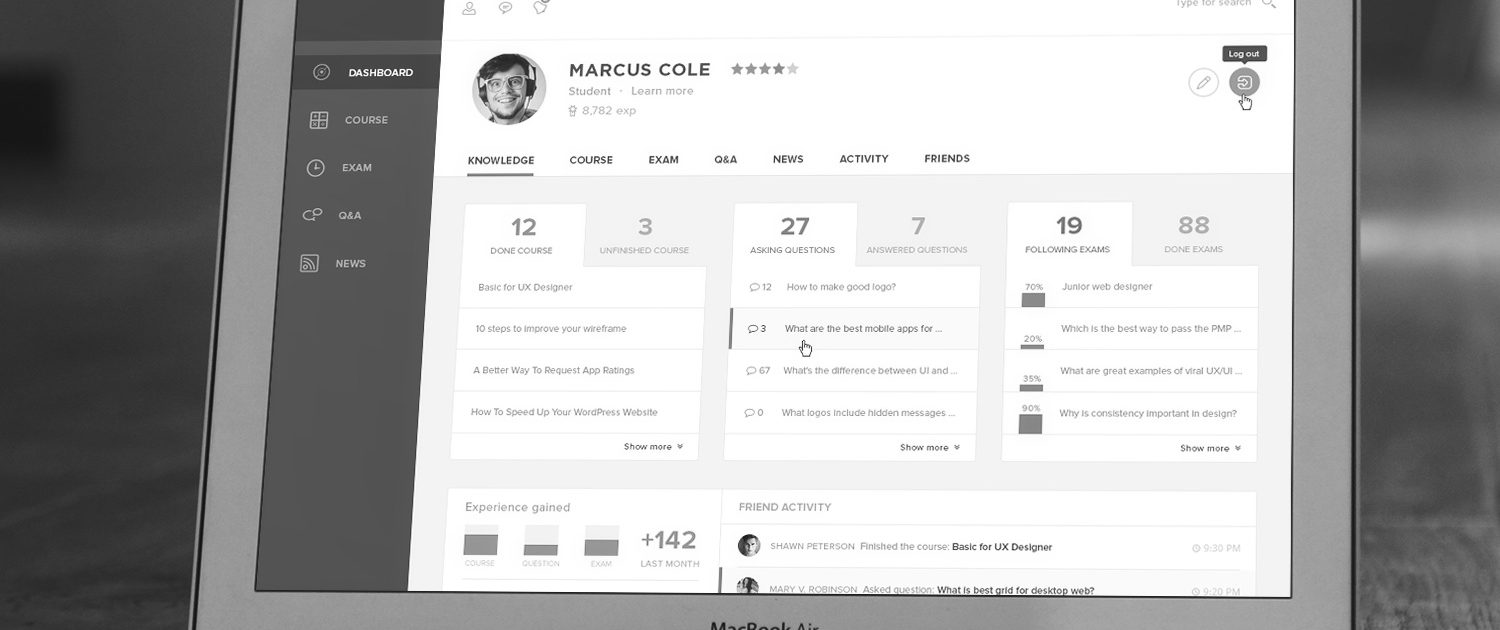 Type for search
DASHBOARD
COURSE
EXAM
Q&A
NEWS
MARCUS COLE
Student · Learn more
8,782 exp
Log out
KNOWLEDGE COURSE EXAM Q&A NEWS ACTIVITY FRIENDS
12
DONE COURSE
3
UNFINISHED COURSE
Basic for UX Designer
10 steps to improve your wireframe
A Better Way To Request App Ratings
How To Speed Up Your WordPress Website
Show more
27
ASKING QUESTIONS
7
ANSWERED QUESTIONS
12 How to make good logo?
3 What are the best mobile apps for ...
67 What's the difference between UI and ...
0 What logos include hidden messages ...
Show more
19
FOLLOWING EXAMS
88
DONE EXAMS
70% Junior web designer
20% Which is the best way to pass the PMP ...
35% What are great examples of viral UX/UI ...
90% Why is consistency important in design?
Show more
Experience gained
COURSE QUESTION EXAM
+142
LAST MONTH
FRIEND ACTIVITY
SHAWN PETERSON Finished the course: Basic for UX Designer 9:30 PM
MARY V. ROBINSON Asked question: What is best grid for desktop web? 9:20 PM
MacBook Air